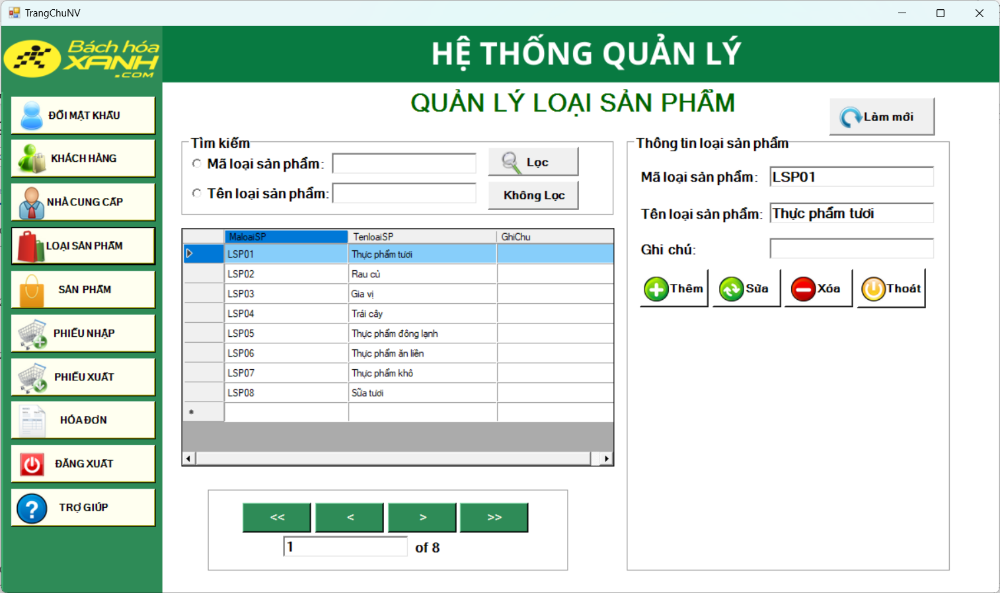 TrangChuNV
Bách hóa
XANH
.COM
HỆ THỐNG QUẢN LÝ
ĐỔI MẬT KHẨU
KHÁCH HÀNG
NHÀ CUNG CẤP
LOẠI SẢN PHẨM
SẢN PHẨM
PHIẾU NHẬP
PHIẾU XUẤT
HÓA ĐƠN
ĐĂNG XUẤT
TRỢ GIÚP
QUẢN LÝ LOẠI SẢN PHẨM
Làm mới
Tìm kiếm
Mã loại sản phẩm:
Lọc
Tên loại sản phẩm:
Không Lọc
MaloaiSP TenloaiSP GhiChu
LSP01 Thực phẩm tươi
LSP02 Rau củ
LSP03 Gia vị
LSP04 Trái cây
LSP05 Thực phẩm đông lạnh
LSP06 Thực phẩm ăn liền
LSP07 Thực phẩm khô
LSP08 Sữa tươi
<< < > >>
1 of 8
Thông tin loại sản phẩm
Mã loại sản phẩm: LSP01
Tên loại sản phẩm: Thực phẩm tươi
Ghi chú:
Thêm Sửa Xóa Thoát